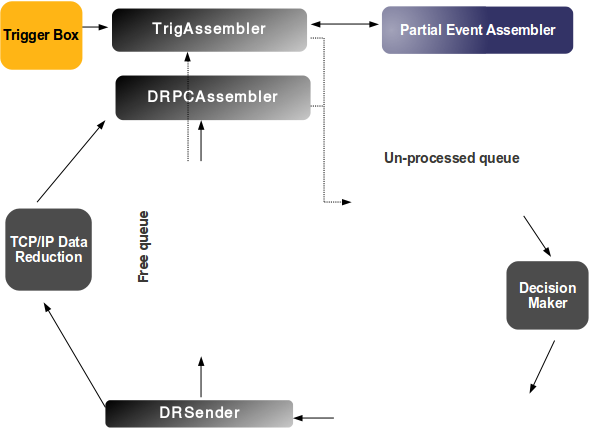 Trigger Box
TrigAssembler
Partial Event Assembler
DRPCAssembler
Un-processed queue
TCP/IP Data
Reduction
Free queue
Decision
Maker
DRSender